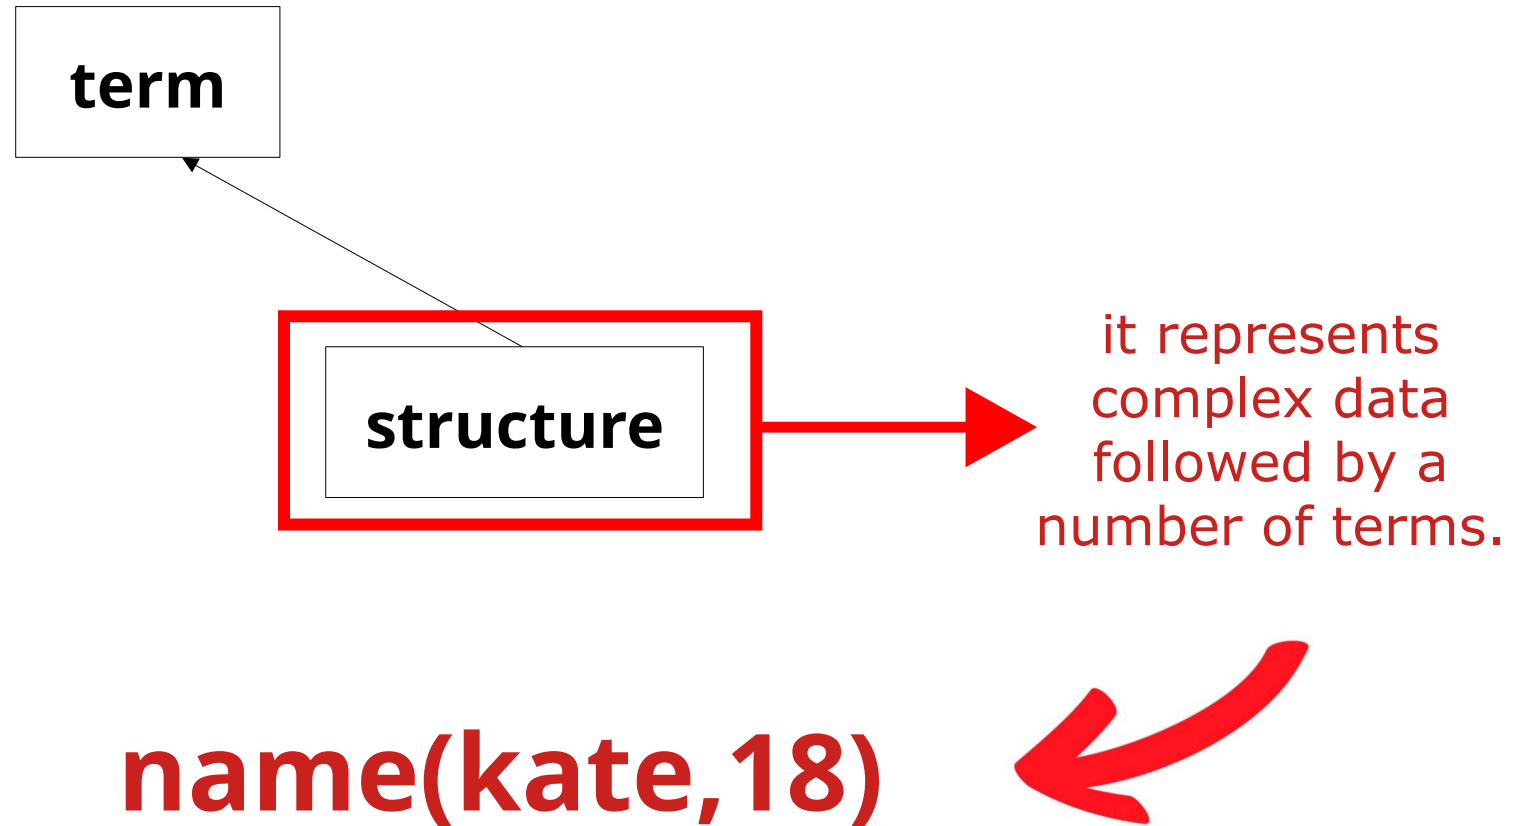 term
structure
it represents
complex data
followed by a
number of terms.
name(kate,18)